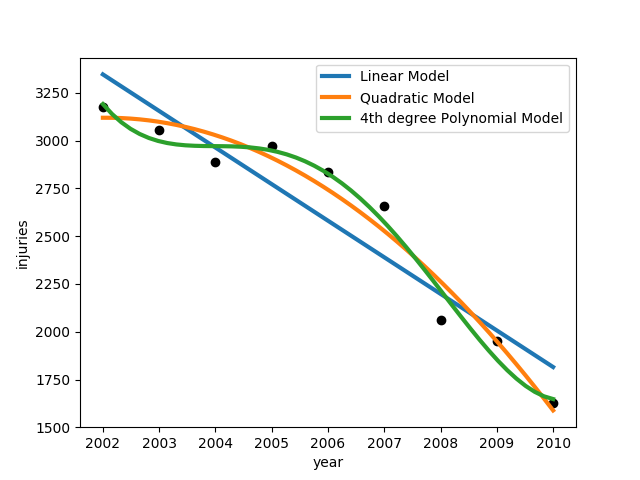 Linear Model
Quadratic Model
4th degree Polynomial Model
injuries
3250
3000
2750
2500
2250
2000
1750
1500
2002 2003 2004 2005 2006 2007 2008 2009 2010
year